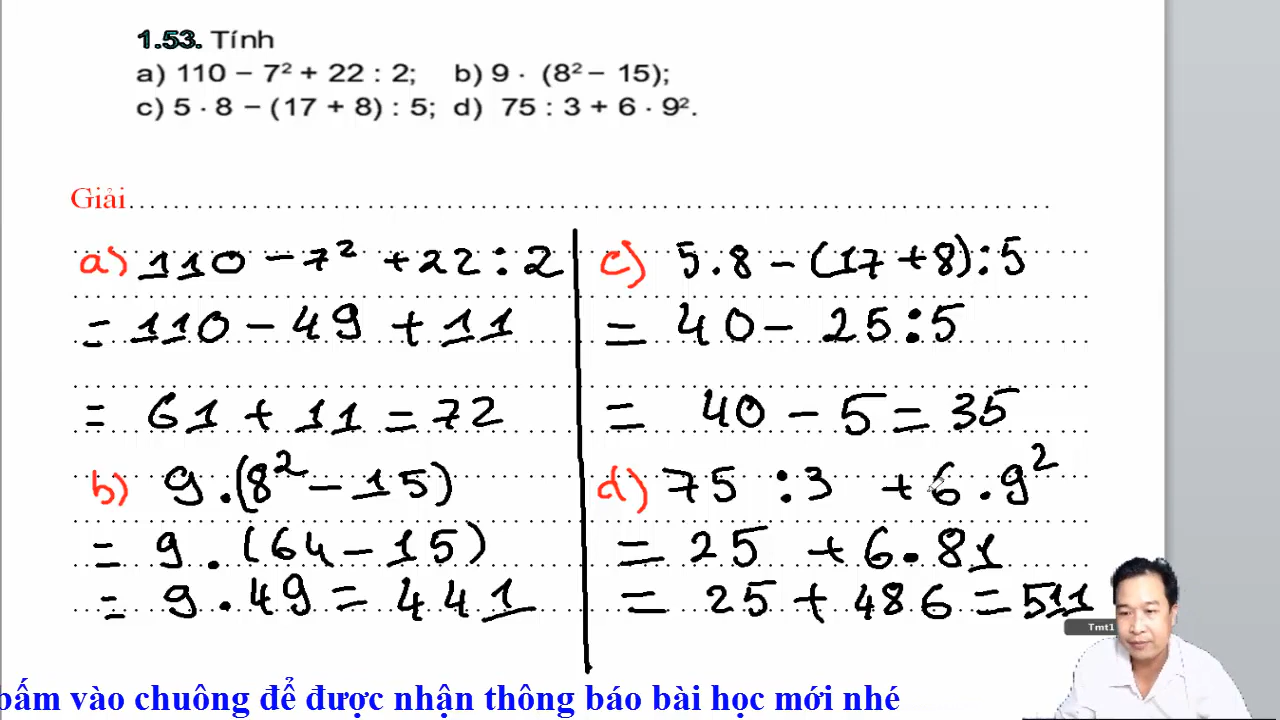 1.53. Tính
a) 110 − 7² + 22 : 2; b) 9 · (8² − 15);
c) 5 · 8 − (17 + 8) : 5; d) 75 : 3 + 6 · 9².
Giải
a) 110 − 7² + 22 : 2
= 110 − 49 + 11
= 61 + 11 = 72
b) 9 . (8² − 15)
= 9 . (64 − 15)
= 9 . 49 = 441
c) 5 . 8 − (17 + 8) : 5
= 40 − 25 : 5
= 40 − 5 = 35
d) 75 : 3 + 6 . 9²
= 25 + 6 . 81
= 25 + 486 = 511
Tmt1
bấm vào chuông để được nhận thông báo bài học mới nhé